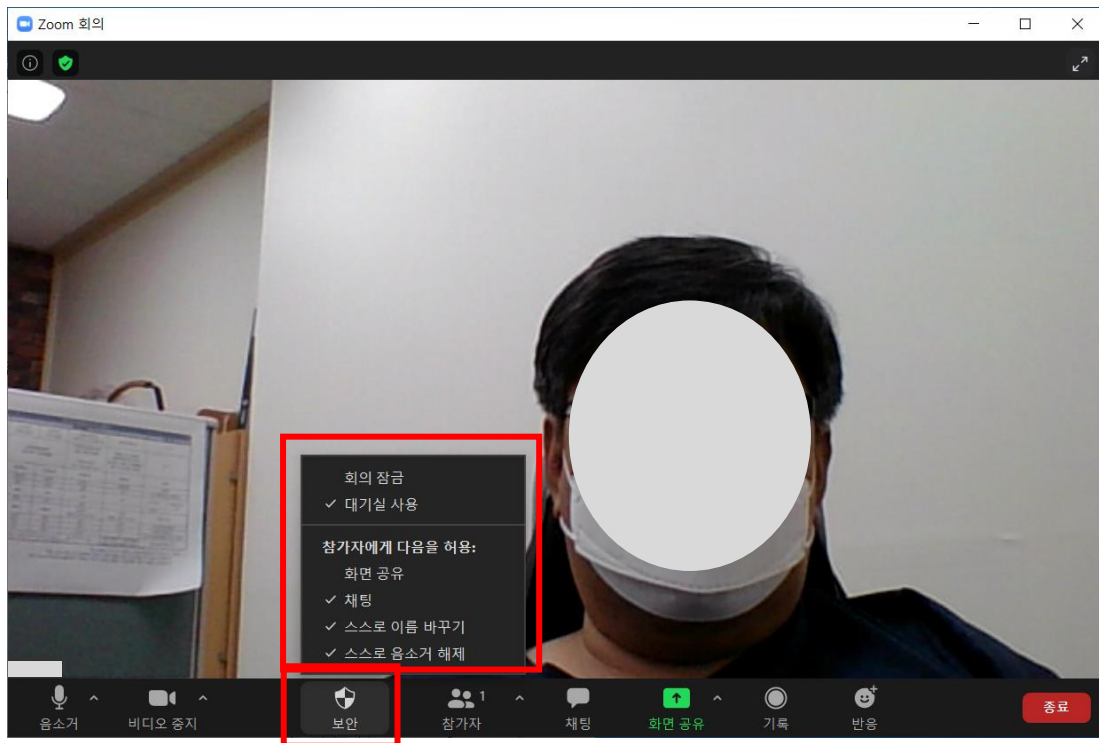 Zoom 회의
회의 잠금
✓ 대기실 사용
참가자에게 다음을 허용:
화면 공유
✓ 채팅
✓ 스스로 이름 바꾸기
✓ 스스로 음소거 해제
음소거
비디오 중지
보안
참가자 1
채팅
화면 공유
기록
반응
종료